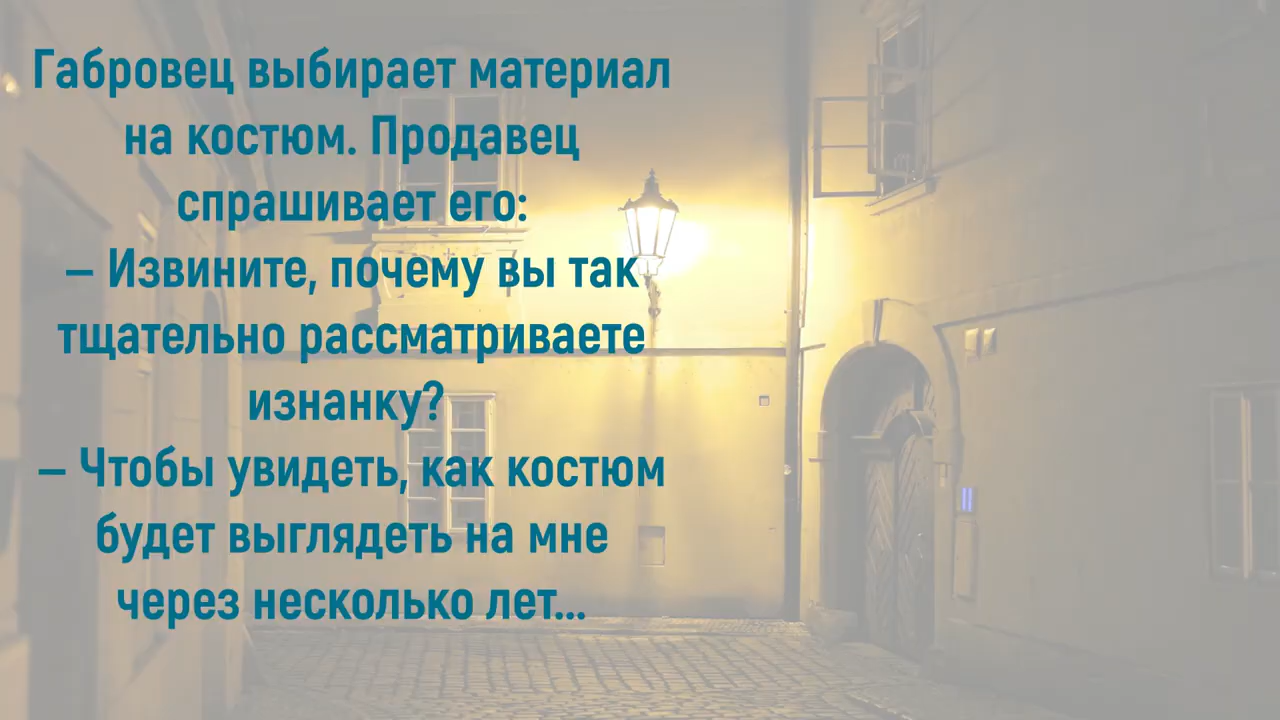 Габровец выбирает материал
на костюм. Продавец
спрашивает его:
– Извините, почему вы так
тщательно рассматриваете
изнанку?
– Чтобы увидеть, как костюм
будет выглядеть на мне
через несколько лет...